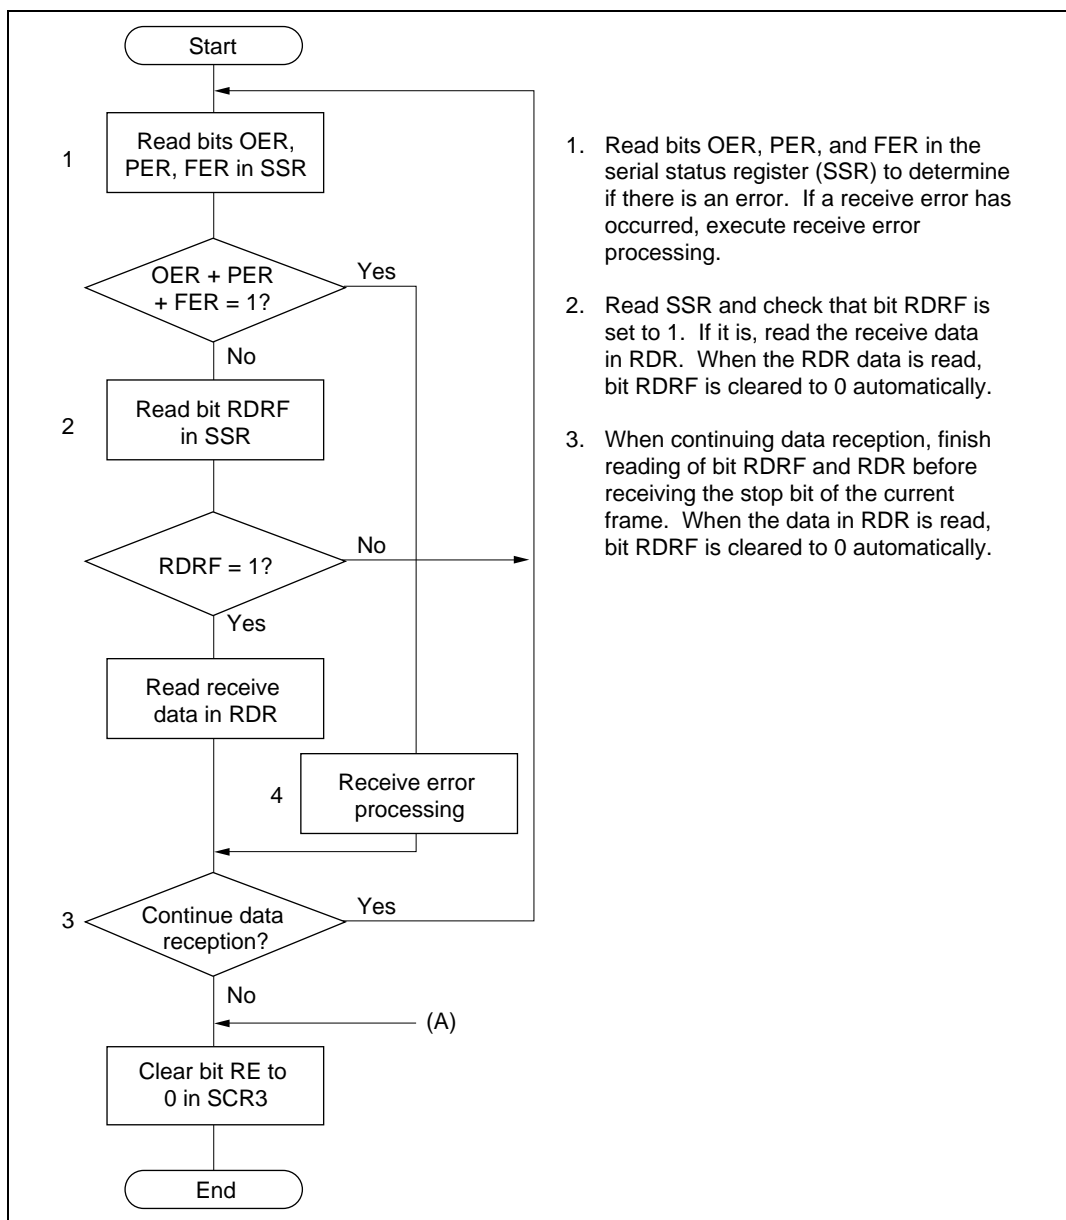 Start
1
Read bits OER,
PER, FER in SSR
OER + PER
+ FER = 1?
Yes
No
2
Read bit RDRF
in SSR
RDRF = 1?
No
Yes
Read receive
data in RDR
4
Receive error
processing
3
Continue data
reception?
Yes
No
(A)
Clear bit RE to
0 in SCR3
End
1. Read bits OER, PER, and FER in the
serial status register (SSR) to determine
if there is an error. If a receive error has
occurred, execute receive error
processing.
2. Read SSR and check that bit RDRF is
set to 1. If it is, read the receive data
in RDR. When the RDR data is read,
bit RDRF is cleared to 0 automatically.
3. When continuing data reception, finish
reading of bit RDRF and RDR before
receiving the stop bit of the current
frame. When the data in RDR is read,
bit RDRF is cleared to 0 automatically.